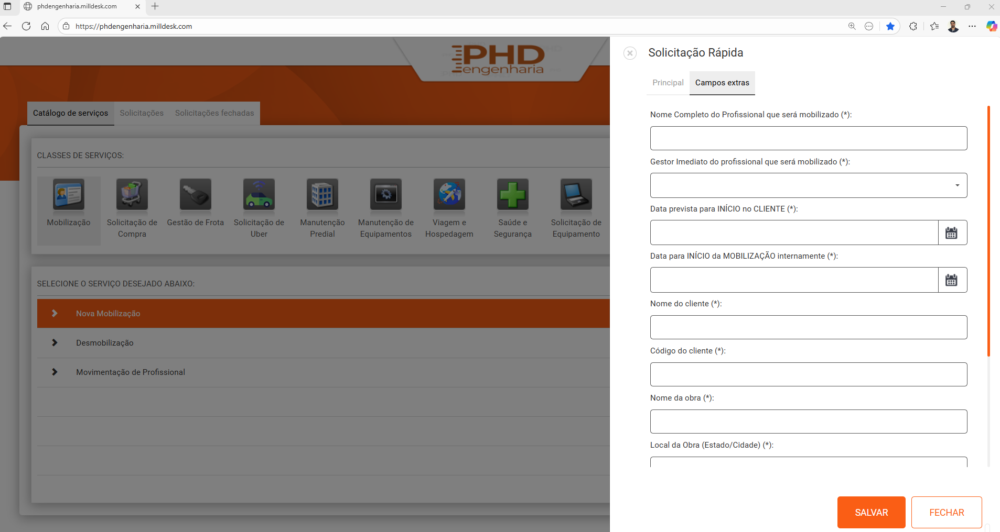 phdengenharia.milldesk.com
https://phdengenharia.milldesk.com
PHD
engenharia
Catálogo de serviços
Solicitações
Solicitações fechadas
CLASSES DE SERVIÇOS:
Mobilização
Solicitação de
Compra
Gestão de Frota
Solicitação de
Uber
Manutenção
Predial
Manutenção de
Equipamentos
Viagem e
Hospedagem
Saúde e
Segurança
Solicitação de
Equipamento
SELECIONE O SERVIÇO DESEJADO ABAIXO:
Nova Mobilização
Desmobilização
Movimentação de Profissional
Solicitação Rápida
Principal
Campos extras
Nome Completo do Profissional que será mobilizado (*):
Gestor Imediato do profissional que será mobilizado (*):
Data prevista para INÍCIO no CLIENTE (*):
Data para INÍCIO da MOBILIZAÇÃO internamente (*):
Nome do cliente (*):
Código do cliente (*):
Nome da obra (*):
Local da Obra (Estado/Cidade) (*):
SALVAR
FECHAR